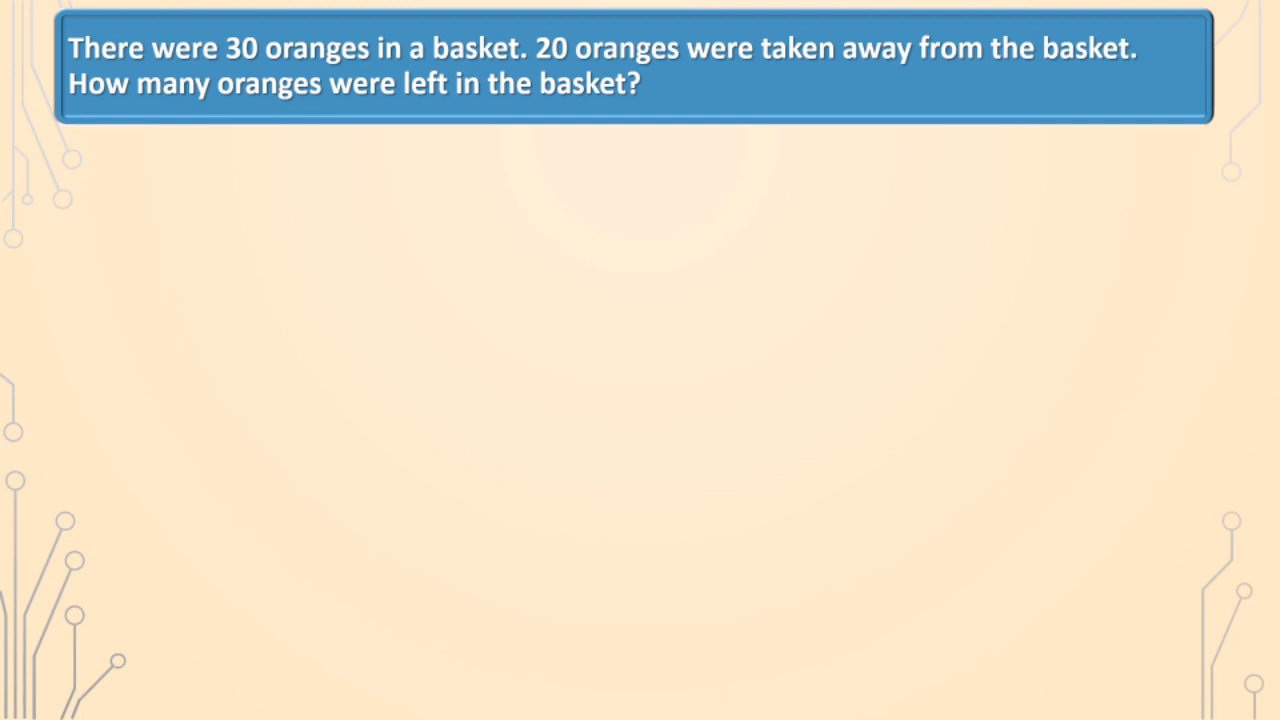 There were 30 oranges in a basket. 20 oranges were taken away from the basket.
How many oranges were left in the basket?